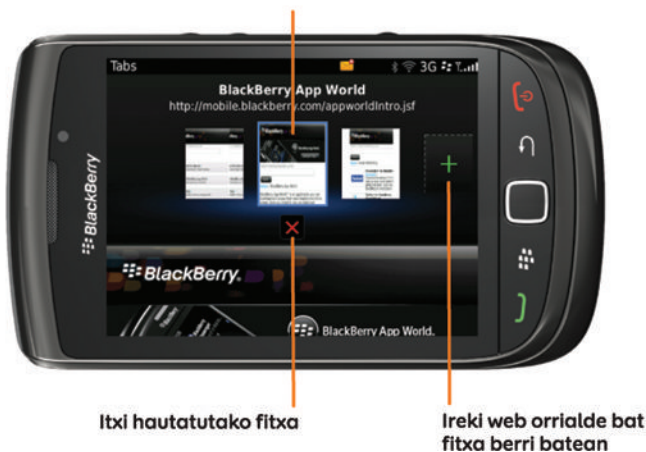 Tabs
3G
BlackBerry App World
http://mobile.blackberry.com/appworldIntro.jsf
BlackBerry
BlackBerry.
BlackBerry App World.
Itxi hautatutako fitxa
Ireki web orrialde bat
fitxa berri batean